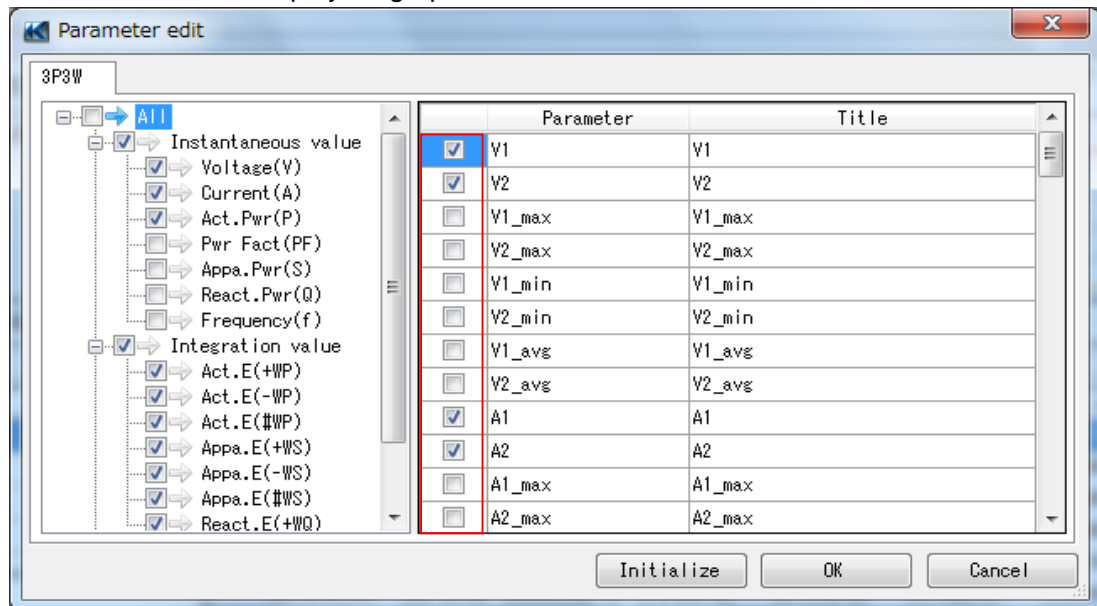 Parameter edit
3P3W
All
Instantaneous value
Voltage(V)
Current(A)
Act.Pwr(P)
Pwr Fact(PF)
Appa.Pwr(S)
React.Pwr(Q)
Frequency(f)
Integration value
Act.E(+WP)
Act.E(-WP)
Act.E(#WP)
Appa.E(+WS)
Appa.E(-WS)
Appa.E(#WS)
React.E(+WQ)
Parameter Title
V1 V1
V2 V2
V1_max V1_max
V2_max V2_max
V1_min V1_min
V2_min V2_min
V1_avg V1_avg
V2_avg V2_avg
A1 A1
A2 A2
A1_max A1_max
A2_max A2_max
Initialize OK Cancel